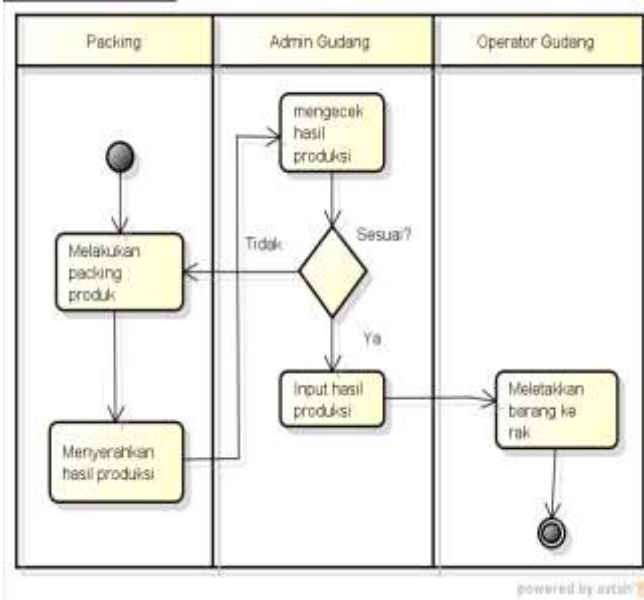 Packing
Admin Gudang
Operator Gudang
mengecek
hasil
produksi
Melakukan
packing
produk
Tidak
Sesuai?
Ya
Input hasil
produksi
Meletakkan
barang ke
rak
Menyerahkan
hasil produksi
powered by astah